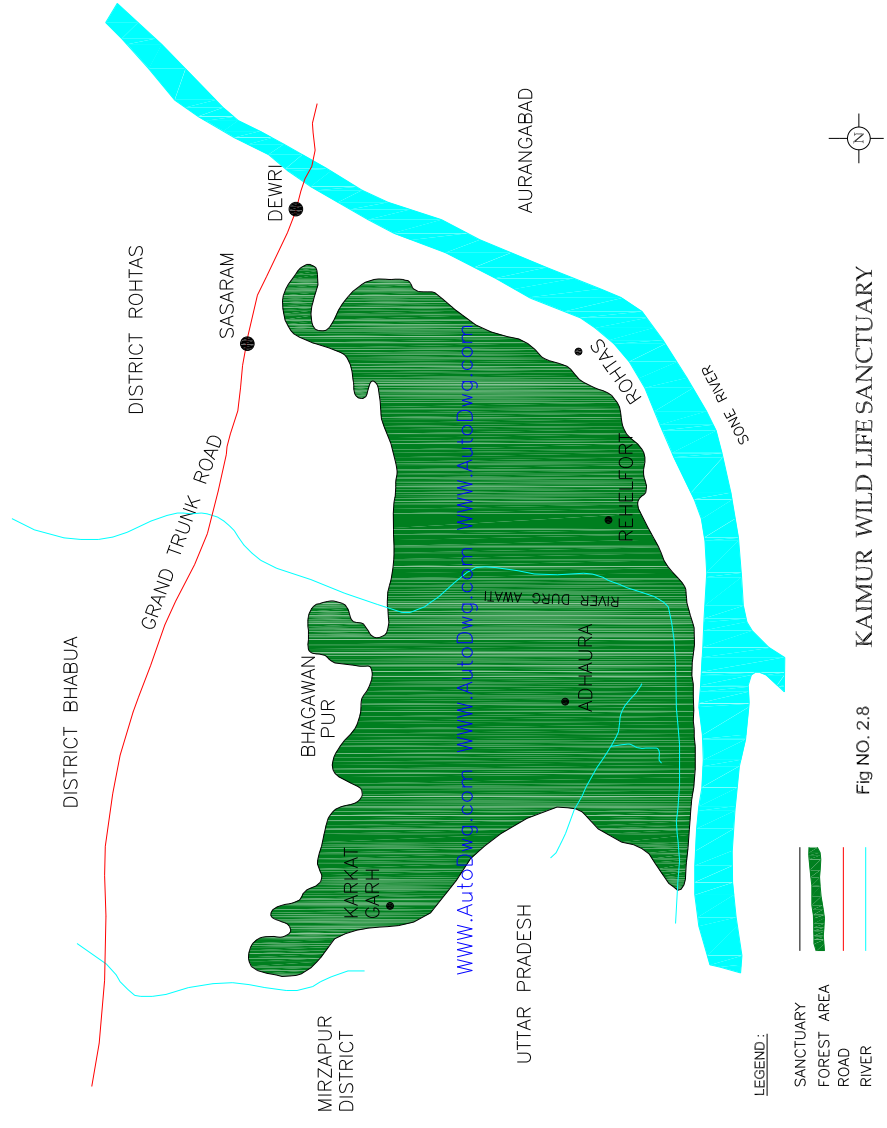 DISTRICT BHABUA
DISTRICT ROHTAS
GRAND TRUNK ROAD
SASARAM
DEWRI
AURANGABAD
BHAGAWAN
PUR
KARKAT
GARH
MIRZAPUR
DISTRICT
UTTAR PRADESH
WWW.AutoDwg.com WWW.AutoDwg.com WWW.AutoDwg.com
RIVER DURG AWATI
ADHAURA
REHELFORT
ROHTAS
SONE RIVER
LEGEND:
SANCTUARY
FOREST AREA
ROAD
RIVER
Fig NO. 2.8
KAIMUR WILD LIFE SANCTUARY
N